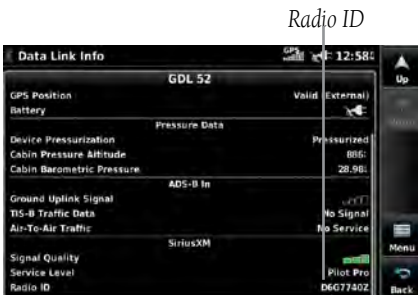 Radio ID
Data Link Info GPS 12:58
Up
GDL 52
GPS Position Valid (External)
Battery
Pressure Data
Device Pressurization Pressurized
Cabin Pressure Altitude 886
Cabin Barometric Pressure 28.98
ADS-B In
Ground Uplink Signal
TIS-B Traffic Data No Signal
Air-To-Air Traffic No Service
Menu
SiriusXM
Signal Quality
Service Level Pilot Pro
Radio ID D6G7740Z
Back